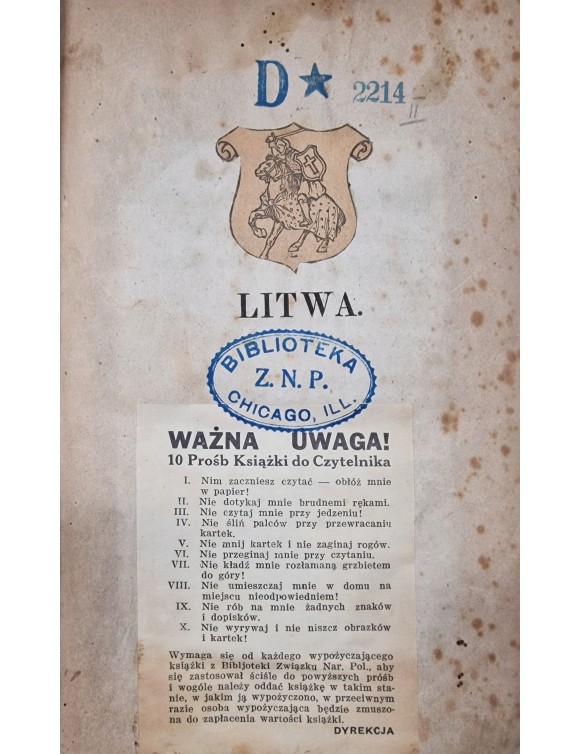 D ★ 2214
II
LITWA.
BIBLIOTEKA
Z. N. P.
CHICAGO, ILL.
WAŻNA UWAGA!
10 Próśb Książki do Czytelnika
I. Nim zaczniesz czytać — obłóż mnie
w papier!
II. Nie dotykaj mnie brudnemi rękami.
III. Nie czytaj mnie przy jedzeniu!
IV. Nie śliń palców przy przewracaniu
kartek.
V. Nie mnij kartek i nie zaginaj rogów.
VI. Nie przeginaj mnie przy czytaniu.
VII. Nie kładź mnie rozłamaną grzbietem
do góry!
VIII. Nie umieszczaj mnie w domu na
miejscu nieodpowiedniem!
IX. Nie rób na mnie żadnych znaków
i dopisków.
X. Nie wyrywaj i nie niszcz obrazków
i kartek!
Wymaga się od każdego wypożyczającego
książki z Bibljoteki Związku Nar. Pol., aby
się zastosował ściśle do powyższych próśb
i wogóle należy oddać książkę w takim sta-
nie, w jakim ją wypożyczono, w przeciwnym
razie osoba wypożyczająca będzie zmuszo-
na do zapłacenia wartości książki.
DYREKCJA